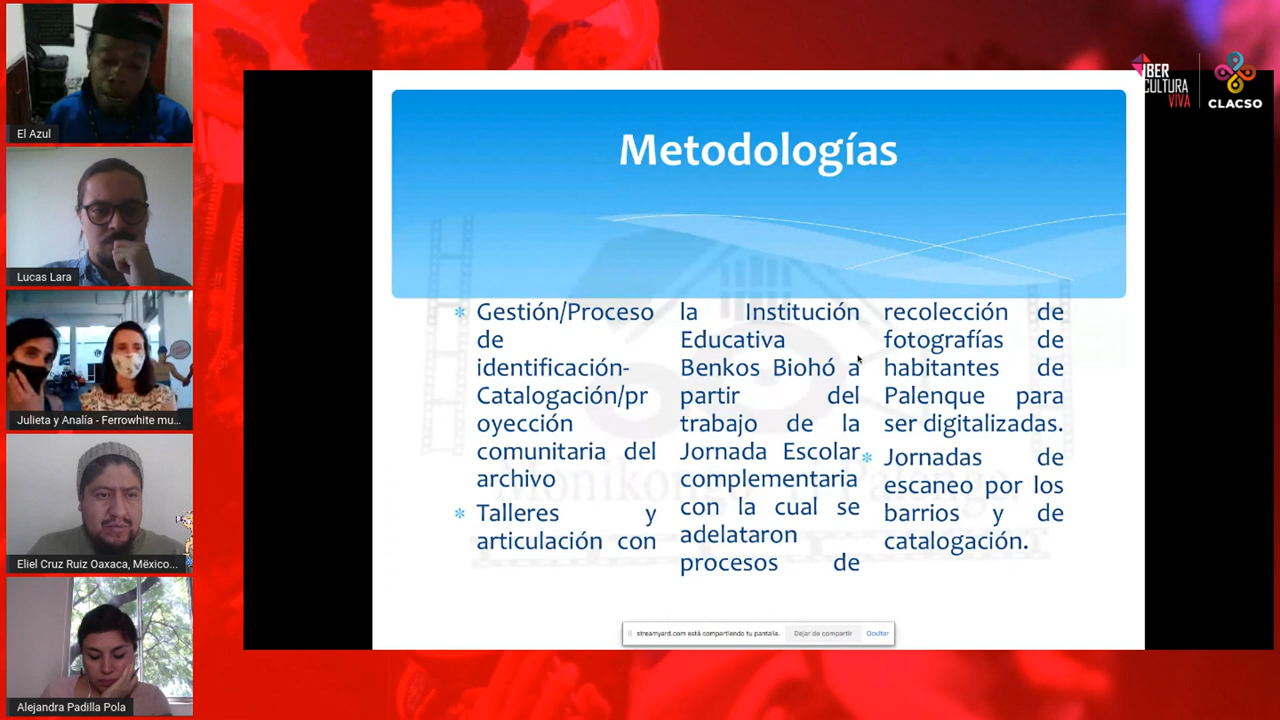 El Azul
Lucas Lara
Julieta y Analía - Ferrowhite mu...
Eliel Cruz Ruiz Oaxaca, Mëxico...
Alejandra Padilla Pola
IBER
CULTURA
VIVA
CLACSO
Metodologías
* Gestión/Proceso
de
identificación-
Catalogación/pr
oyección
comunitaria del
archivo
* Talleres y
articulación con
la Institución
Educativa
Benkos Biohó a
partir del
trabajo de la
Jornada Escolar
complementaria
con la cual se
adelataron
procesos de
recolección de
fotografías de
habitantes de
Palenque para
ser digitalizadas.
* Jornadas de
escaneo por los
barrios y de
catalogación.
streamyard.com está compartiendo tu pantalla.
Dejar de compartir
Ocultar